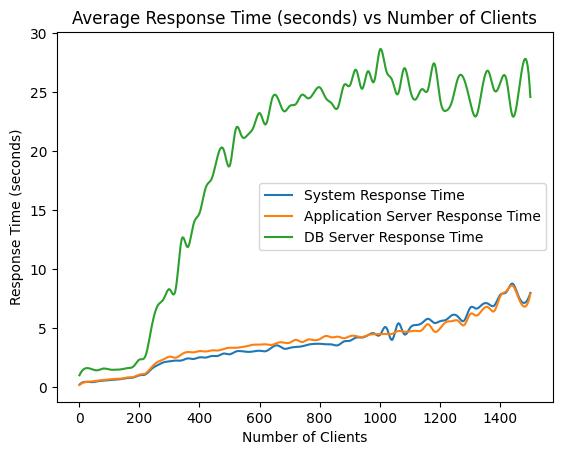 Average Response Time (seconds) vs Number of Clients
30
25
20
15
10
5
0
Response Time (seconds)
System Response Time
Application Server Response Time
DB Server Response Time
0 200 400 600 800 1000 1200 1400
Number of Clients